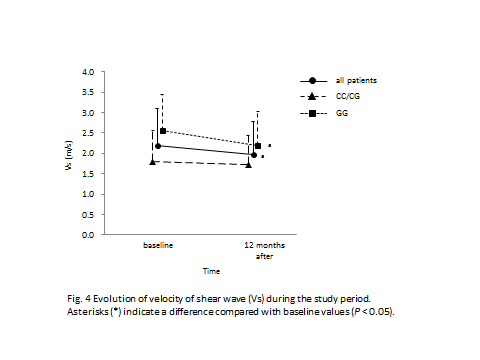 4.0
3.5
3.0
2.5
2.0
1.5
1.0
0.5
0.0
Vs (m/s)
baseline
12 months
after
Time
all patients
CC/CG
GG
*
*
Fig. 4 Evolution of velocity of shear wave (Vs) during the study period.
Asterisks (*) indicate a difference compared with baseline values (P < 0.05).